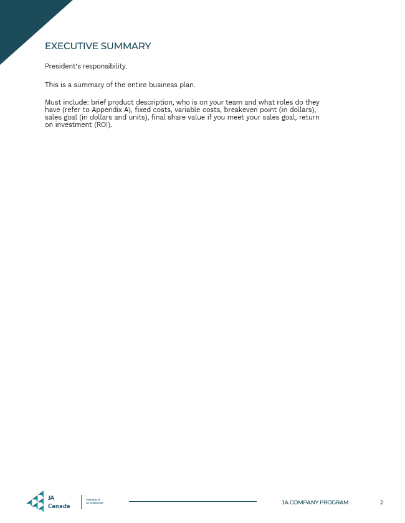 EXECUTIVE SUMMARY
President's responsibility.
This is a summary of the entire business plan.
Must include: brief product description, who is on your team and what roles do they
have (refer to Appendix A), fixed costs, variable costs, breakeven point (in dollars),
sales goal (in dollars and units), final share value if you meet your sales goal, return
on investment (ROI).
JA
Canada
JA COMPANY PROGRAM 2